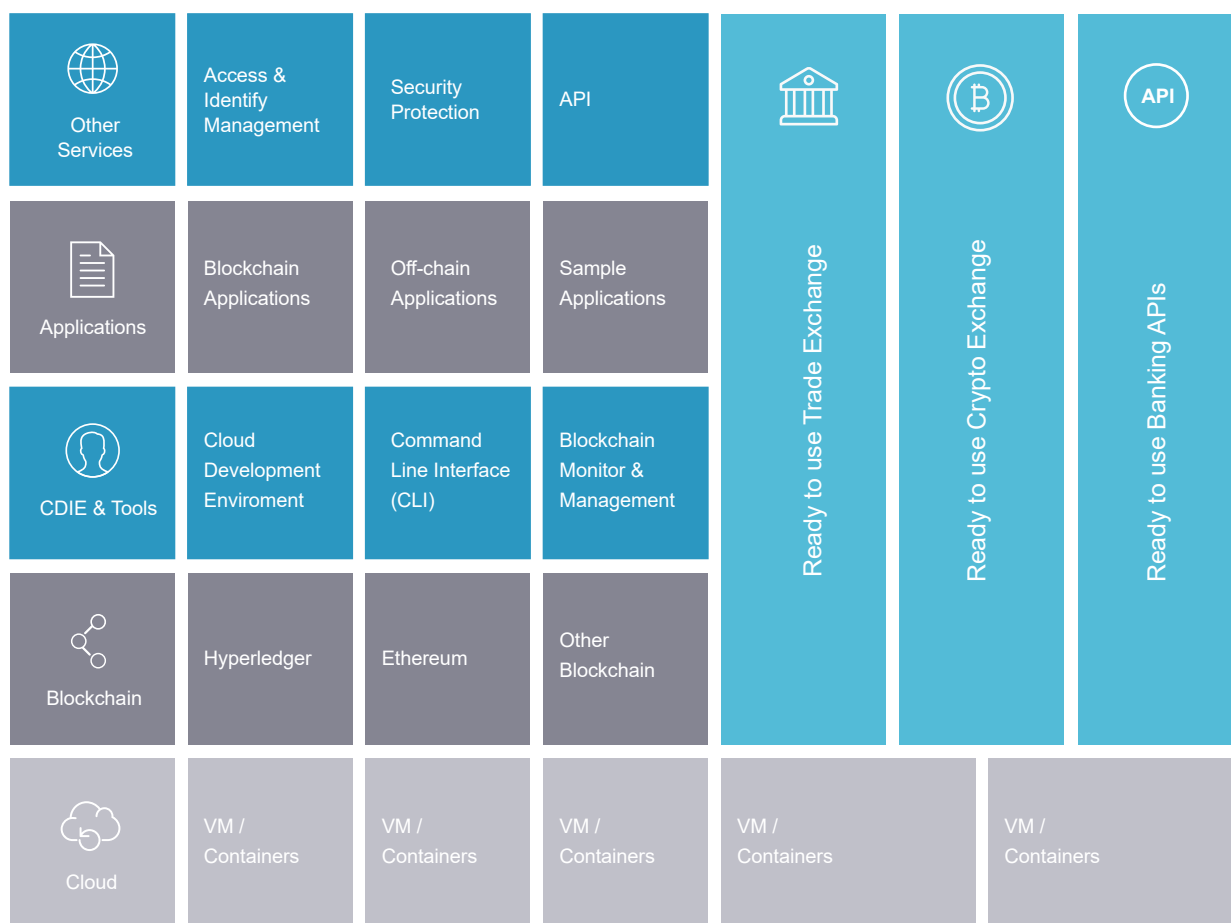 Other
Services
Access &
Identify
Management
Security
Protection
API
API
Applications
Blockchain
Applications
Off-chain
Applications
Sample
Applications
Ready to use Trade Exchange
Ready to use Crypto Exchange
Ready to use Banking APIs
CDIE & Tools
Cloud
Development
Enviroment
Command
Line Interface
(CLI)
Blockchain
Monitor &
Management
Blockchain
Hyperledger
Ethereum
Other
Blockchain
Cloud
VM /
Containers
VM /
Containers
VM /
Containers
VM /
Containers
VM /
Containers